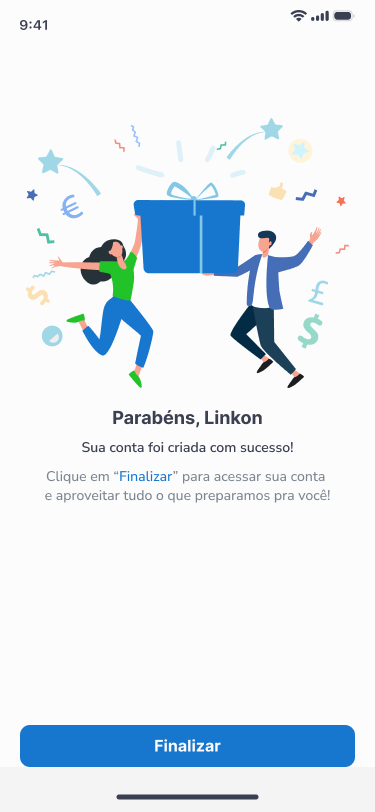 9:41
€
$
£
$
Parabéns, Linkon
Sua conta foi criada com sucesso!
Clique em “Finalizar” para acessar sua conta
e aproveitar tudo o que preparamos pra você!
Finalizar